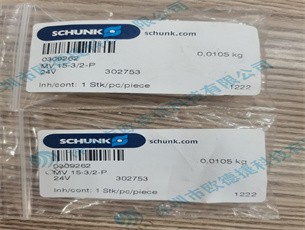 SCHUNK
schunk.com
0309262
0.0105 kg
MV 15-3/2-P
24V 302753
Inh/cont: 1 Stk/pc/piece
1222
SCHUNK
schunk.com
0309262
0.0105 kg
MV 15-3/2-P
24V 302753
Inh/cont: 1 Stk/pc/piece
1222